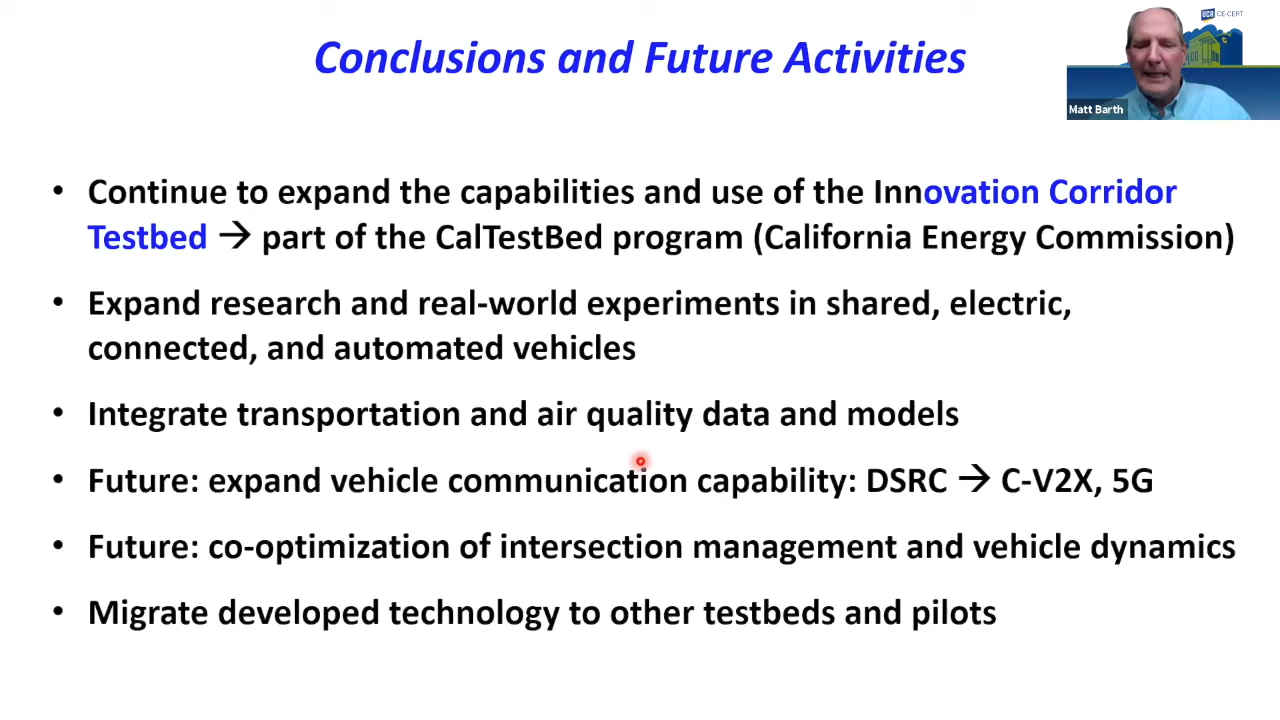 Conclusions and Future Activities
UCR CE-CERT
Matt Barth
• Continue to expand the capabilities and use of the Innovation Corridor
Testbed → part of the CalTestBed program (California Energy Commission)
• Expand research and real-world experiments in shared, electric,
connected, and automated vehicles
• Integrate transportation and air quality data and models
• Future: expand vehicle communication capability: DSRC → C-V2X, 5G
• Future: co-optimization of intersection management and vehicle dynamics
• Migrate developed technology to other testbeds and pilots